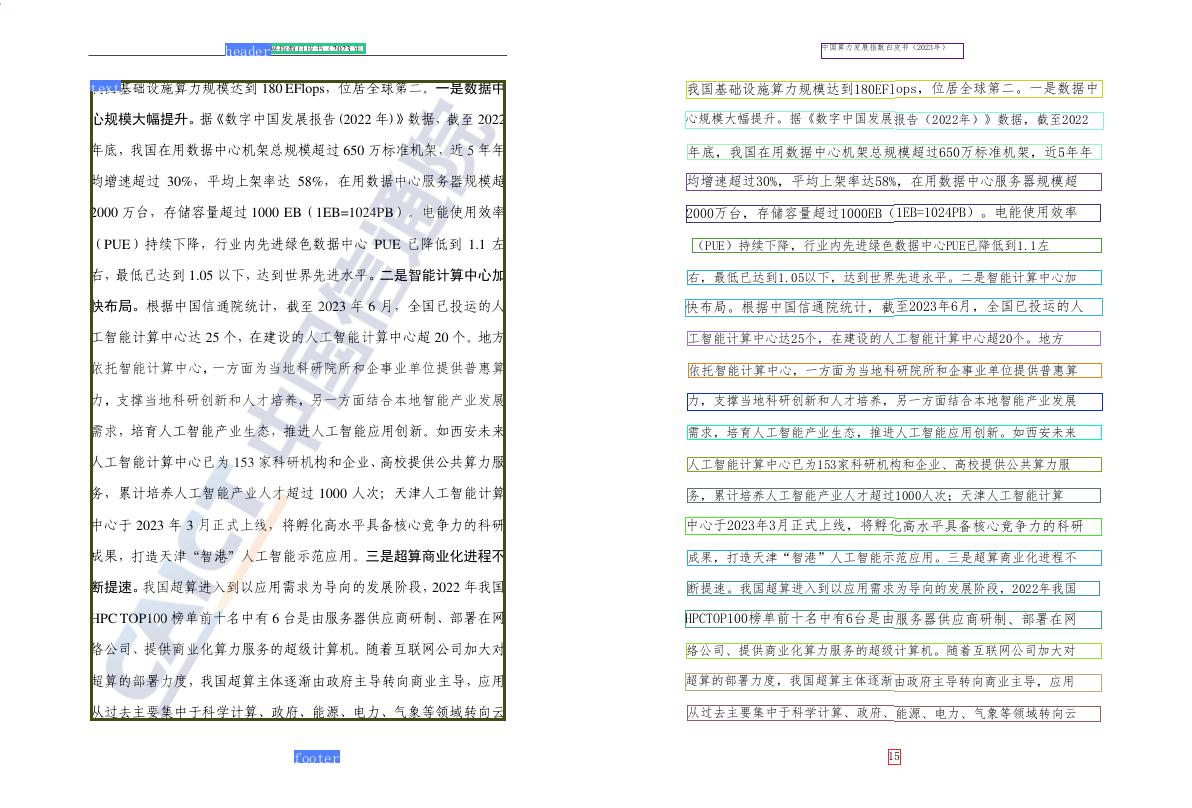 header
算指数白皮书（2023 年
text
基础设施算力规模达到 180 EFlops，位居全球第二。一是数据中
心规模大幅提升。据《数字中国发展报告 (2022 年)》数据，截至 2022
年底，我国在用数据中心机架总规模超过 650 万标准机架，近 5 年年
均增速超过 30%，平均上架率达 58%，在用数据中心服务器规模超
2000 万台，存储容量超过 1000 EB（1EB=1024PB）。电能使用效率
（PUE）持续下降，行业内先进绿色数据中心 PUE 已降低到 1.1 左
右，最低已达到 1.05 以下，达到世界先进水平。二是智能计算中心加
快布局。根据中国信通院统计，截至 2023 年 6 月，全国已投运的人
工智能计算中心达 25 个，在建设的人工智能计算中心超 20 个。地方
依托智能计算中心，一方面为当地科研院所和企事业单位提供普惠算
力，支撑当地科研创新和人才培养，另一方面结合本地智能产业发展
需求，培育人工智能产业生态，推进人工智能应用创新。如西安未来
人工智能计算中心已为 153 家科研机构和企业、高校提供公共算力服
务，累计培养人工智能产业人才超过 1000 人次；天津人工智能计算
中心于 2023 年 3 月正式上线，将孵化高水平具备核心竞争力的科研
成果，打造天津“智港”人工智能示范应用。三是超算商业化进程不
断提速。我国超算进入到以应用需求为导向的发展阶段，2022 年我国
HPC TOP100 榜单前十名中有 6 台是由服务器供应商研制、部署在网
络公司、提供商业化算力服务的超级计算机。随着互联网公司加大对
超算的部署力度，我国超算主体逐渐由政府主导转向商业主导，应用
从过去主要集中于科学计算、政府、能源、电力、气象等领域转向云
CAICT 中国信通院
footer
中国算力发展指数白皮书（2023年）
我国基础设施算力规模达到180EFlops，位居全球第二。一是数据中
心规模大幅提升。据《数字中国发展报告（2022年）》数据，截至2022
年底，我国在用数据中心机架总规模超过650万标准机架，近5年年
均增速超过30%，平均上架率达58%，在用数据中心服务器规模超
2000万台，存储容量超过1000EB（1EB=1024PB）。电能使用效率
（PUE）持续下降，行业内先进绿色数据中心PUE已降低到1.1左
右，最低已达到1.05以下，达到世界先进永平。二是智能计算中心加
快布局。根据中国信通院统计，截至2023年6月，全国已投运的人
工智能计算中心达25个，在建设的人工智能计算中心超20个。地方
依托智能计算中心，一方面为当地科研院所和企事业单位提供普惠算
力，支撑当地科研创新和人才培养，另一方面结合本地智能产业发展
需求，培育人工智能产业生态，推进人工智能应用创新。如西安未来
人工智能计算中心已为153家科研机构和企业、高校提供公共算力服
务，累计培养人工智能产业人才超过1000人次；天津人工智能计算
中心于2023年3月正式上线，将孵化高水平具备核心竞争力的科研
成果，打造天津“智港”人工智能示范应用。三是超算商业化进程不
断提速。我国超算进入到以应用需求为导向的发展阶段，2022年我国
HPCTOP100榜单前十名中有6台是由服务器供应商研制、部署在网
络公司、提供商业化算力服务的超级计算机。随着互联网公司加大对
超算的部署力度，我国超算主体逐渐由政府主导转向商业主导，应用
从过去主要集中于科学计算、政府、能源、电力、气象等领域转向云
15